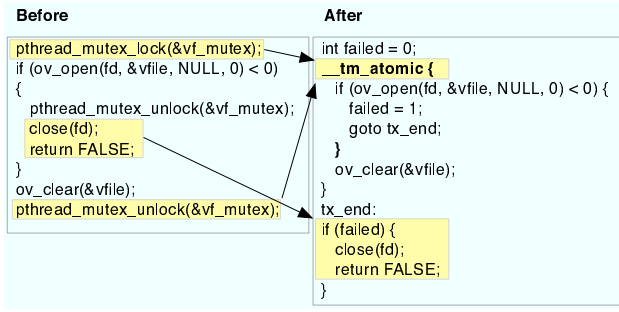 Before
pthread_mutex_lock(&vf_mutex);
if (ov_open(fd, &vfile, NULL, 0) < 0)
{
pthread_mutex_unlock(&vf_mutex);
close(fd);
return FALSE;
}
ov_clear(&vfile);
pthread_mutex_unlock(&vf_mutex);
After
int failed = 0;
__tm_atomic {
if (ov_open(fd, &vfile, NULL, 0) < 0) {
failed = 1;
goto tx_end;
}
ov_clear(&vfile);
}
tx_end:
if (failed) {
close(fd);
return FALSE;
}